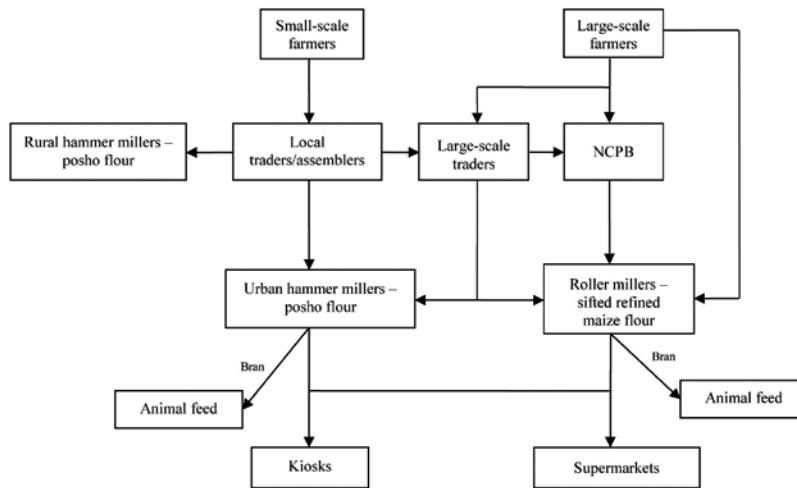 Small-scale
farmers
Large-scale
farmers
Rural hammer millers –
posho flour
Local
traders/assemblers
Large-scale
traders
NCPB
Urban hammer millers –
posho flour
Roller millers –
sifted refined
maize flour
Bran
Bran
Animal feed
Animal feed
Kiosks
Supermarkets